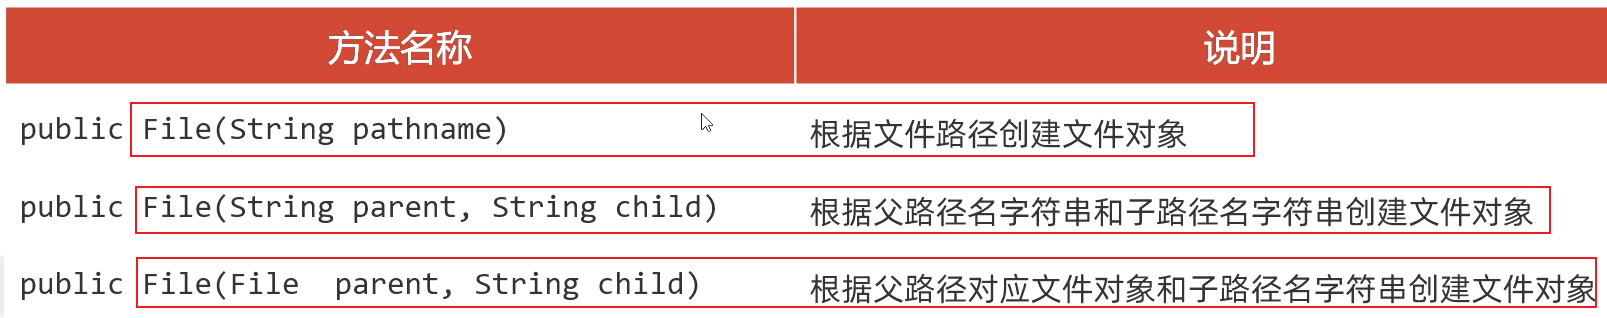 方法名称 说明
public File(String pathname) 根据文件路径创建文件对象
public File(String parent, String child) 根据父路径名字符串和子路径名字符串创建文件对象
public File(File  parent, String child) 根据父路径对应文件对象和子路径名字符串创建文件对象